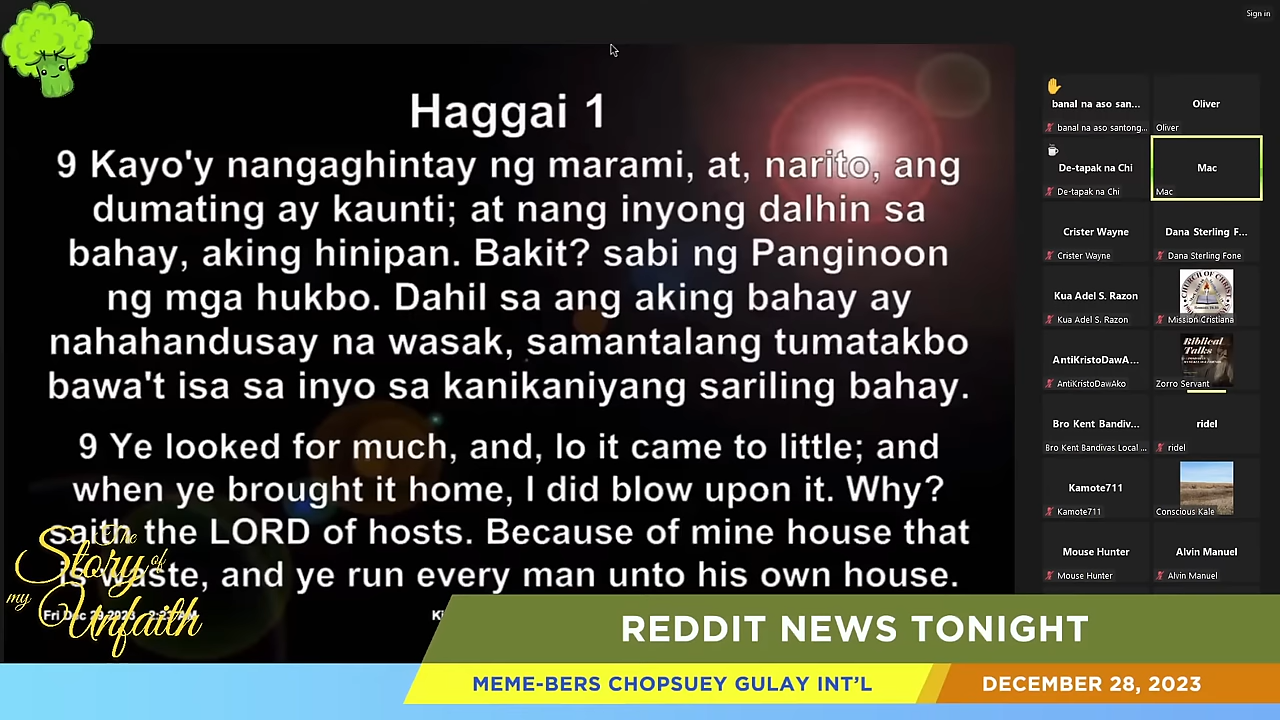 Sign in
Haggai 1
9 Kayo'y nangaghintay ng marami, at, narito, ang
dumating ay kaunti; at nang inyong dalhin sa
bahay, aking hinipan. Bakit? sabi ng Panginoon
ng mga hukbo. Dahil sa ang aking bahay ay
nahahandusay na wasak, samantalang tumatakbo
bawa't isa sa inyo sa kanikaniyang sariling bahay.
9 Ye looked for much, and, lo it came to little; and
when ye brought it home, I did blow upon it. Why?
saith the LORD of hosts. Because of mine house that
is waste, and ye run every man unto his own house.
Fri Dec 29 2023
Ki
The
Story of
my Unfaith
banal na aso san...
banal na aso santong...
Oliver
Oliver
De-tapak na Chi
De-tapak na Chi
Mac
Mac
Crister Wayne
Crister Wayne
Dana Sterling F...
Dana Sterling Fone
Kua Adel S. Razon
Kua Adel S. Razon
CHURCH OF CHRIST
Mission Cristiana
AntiKristoDawA...
AntiKristoDawAko
Biblical
Talks
Zorro Servant
Bro Kent Bandiv...
Bro Kent Bandivas Local ...
ridel
ridel
Kamote711
Kamote711
Conscious Kale
Mouse Hunter
Mouse Hunter
Alvin Manuel
Alvin Manuel
REDDIT NEWS TONIGHT
MEME-BERS CHOPSUEY GULAY INT'L
DECEMBER 28, 2023